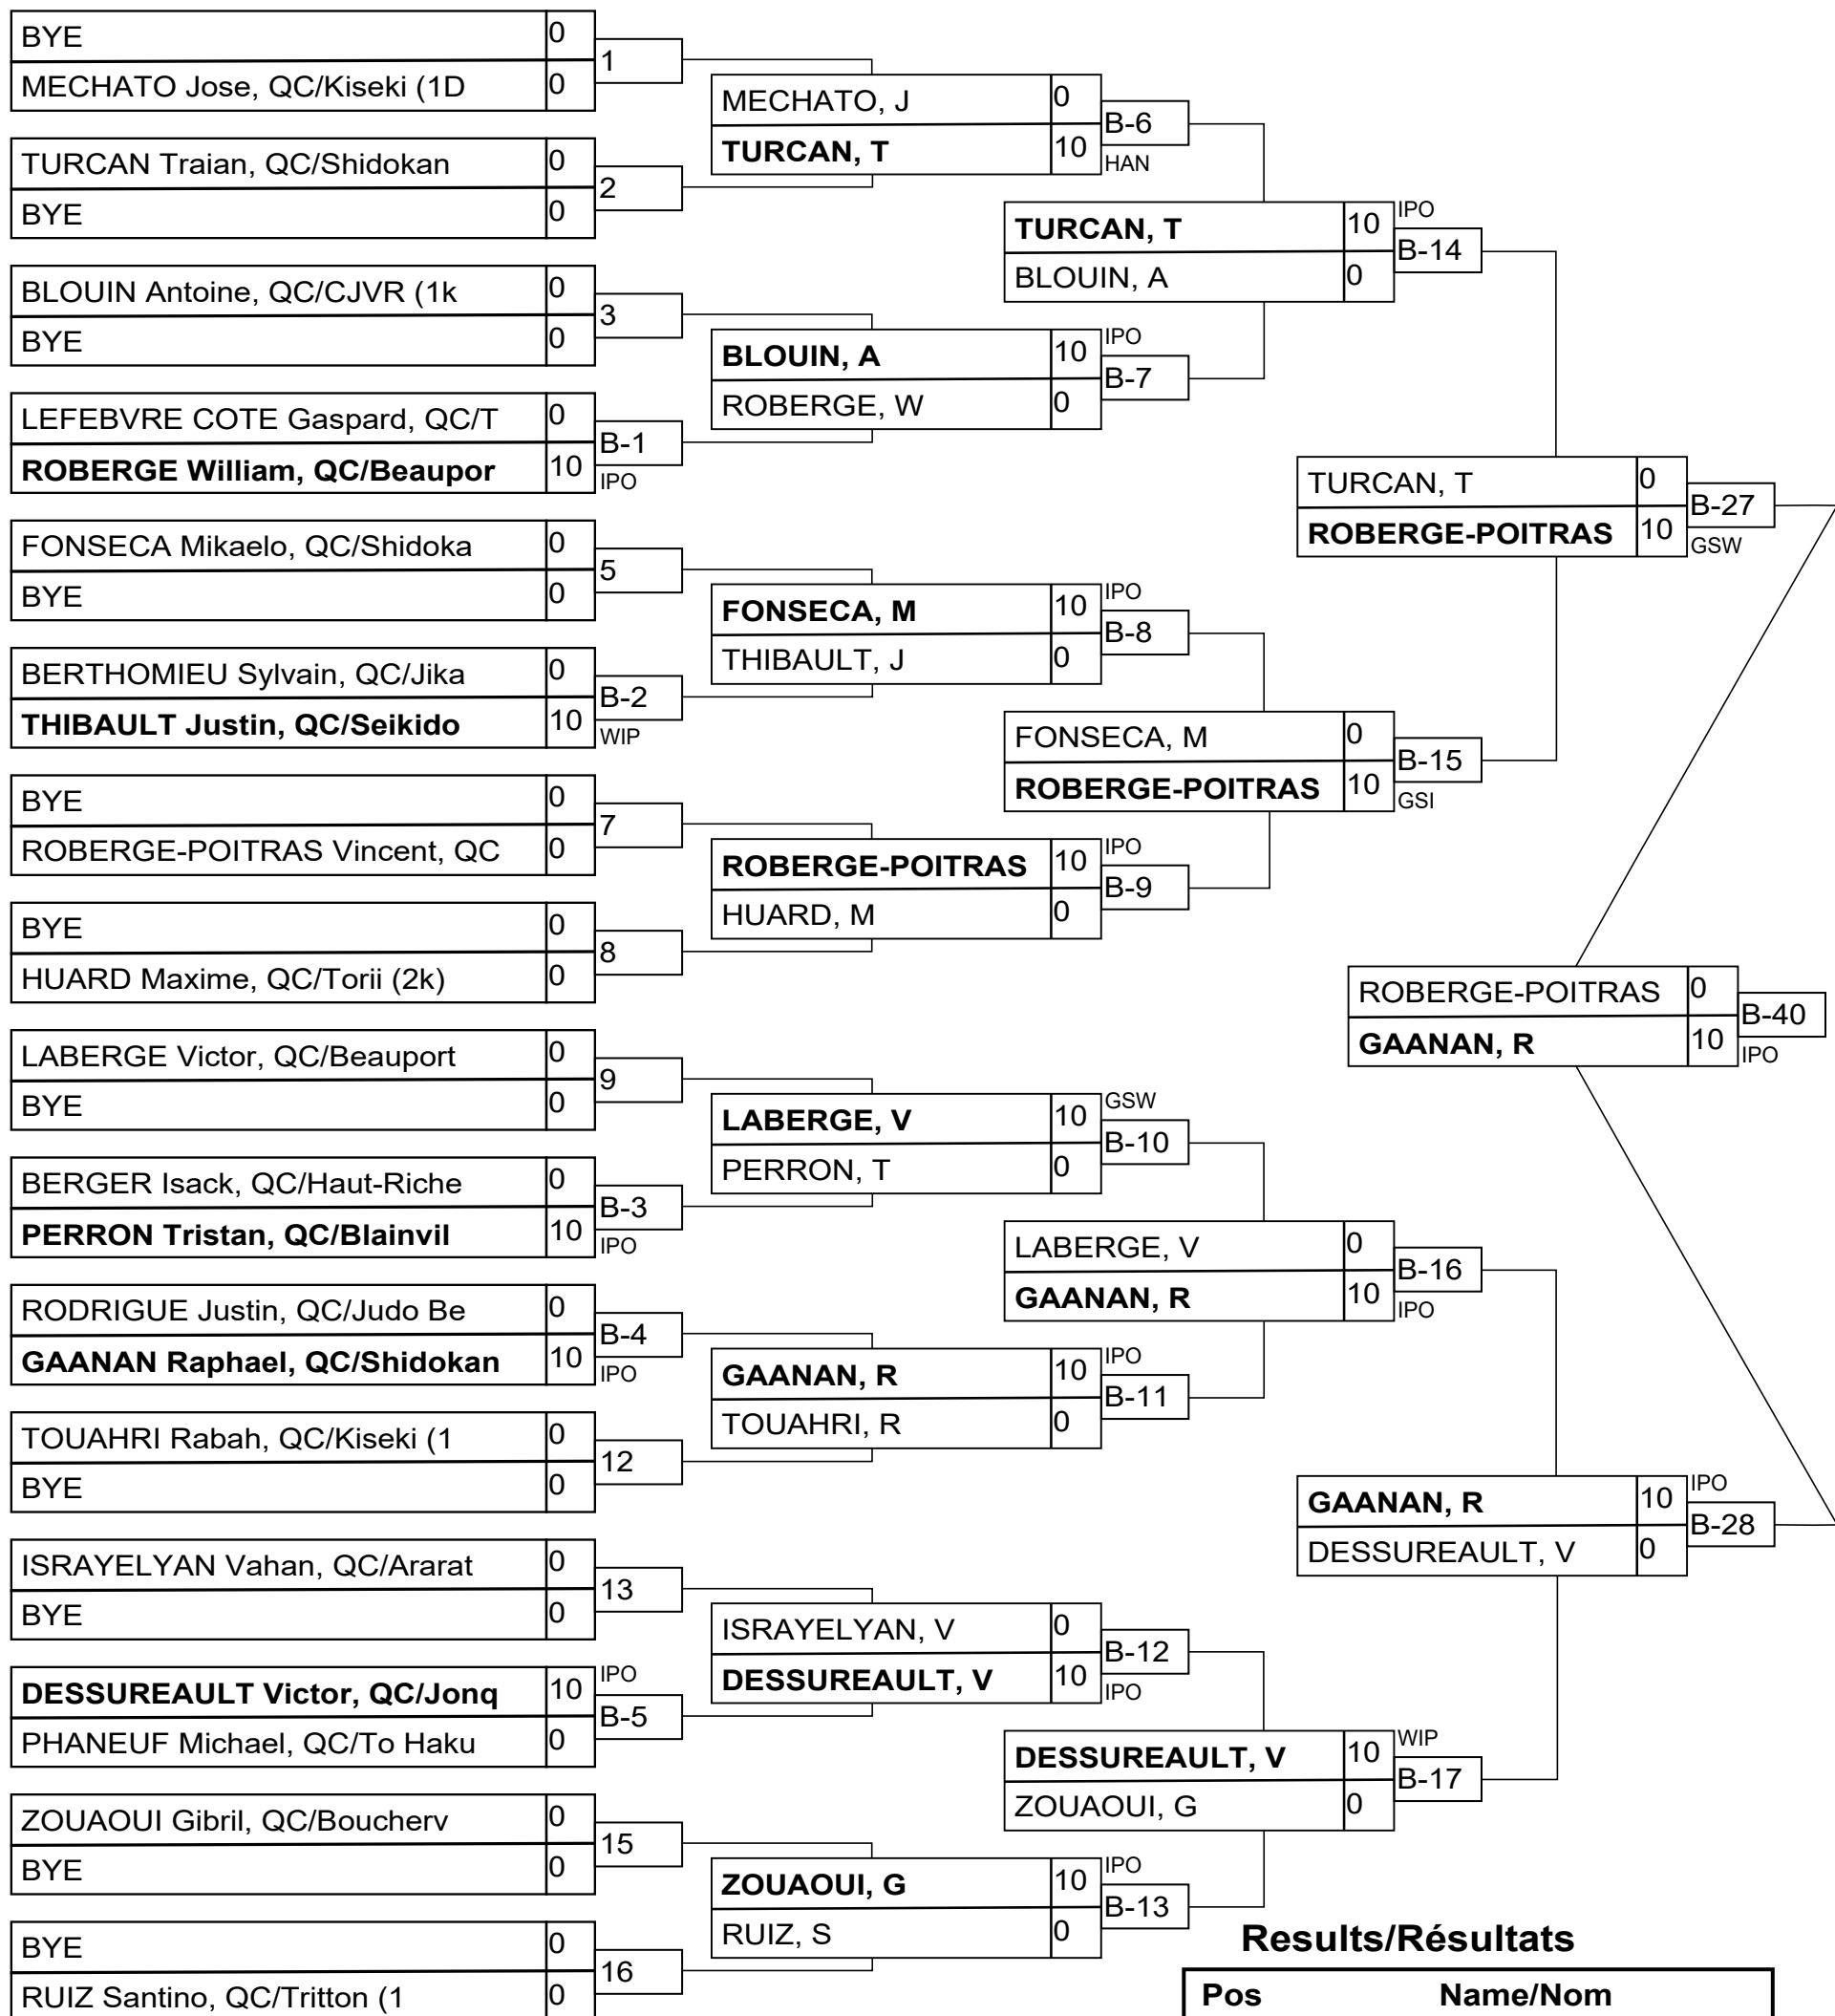 BYE 0
1
MECHATO Jose, QC/Kiseki (1D 0
TURCAN Traian, QC/Shidokan 0
2
BYE 0
BLOUIN Antoine, QC/CJVR (1k 0
3
BYE 0
LEFEBVRE COTE Gaspard, QC/T 0
B-1
ROBERGE William, QC/Beaupor 10
IPO
FONSECA Mikaelo, QC/Shidoka 0
5
BYE 0
BERTHOMIEU Sylvain, QC/Jika 0
B-2
THIBAULT Justin, QC/Seikido 10
WIP
BYE 0
7
ROBERGE-POITRAS Vincent, QC 0
BYE 0
8
HUARD Maxime, QC/Torii (2k) 0
LABERGE Victor, QC/Beauport 0
9
BYE 0
BERGER Isack, QC/Haut-Riche 0
B-3
PERRON Tristan, QC/Blainvil 10
IPO
RODRIGUE Justin, QC/Judo Be 0
B-4
GAANAN Raphael, QC/Shidokan 10
IPO
TOUAHRI Rabah, QC/Kiseki (1 0
12
BYE 0
ISRAYELYAN Vahan, QC/Ararat 0
13
BYE 0
IPO
DESSUREAULT Victor, QC/Jonq 10
B-5
PHANEUF Michael, QC/To Haku 0
ZOUAOUI Gibril, QC/Boucherv 0
15
BYE 0
BYE 0
16
RUIZ Santino, QC/Tritton (1 0
MECHATO, J 0
B-6
TURCAN, T 10
HAN
IPO
BLOUIN, A 10
B-7
ROBERGE, W 0
IPO
FONSECA, M 10
B-8
THIBAULT, J 0
IPO
ROBERGE-POITRAS 10
B-9
HUARD, M 0
GSW
LABERGE, V 10
B-10
PERRON, T 0
IPO
GAANAN, R 10
B-11
TOUAHRI, R 0
ISRAYELYAN, V 0
B-12
DESSUREAULT, V 10
IPO
IPO
ZOUAOUI, G 10
B-13
RUIZ, S 0
IPO
TURCAN, T 10
B-14
BLOUIN, A 0
FONSECA, M 0
B-15
ROBERGE-POITRAS 10
GSI
LABERGE, V 0
B-16
GAANAN, R 10
IPO
WIP
DESSUREAULT, V 10
B-17
ZOUAOUI, G 0
TURCAN, T 0
B-27
ROBERGE-POITRAS 10
GSW
IPO
GAANAN, R 10
B-28
DESSUREAULT, V 0
ROBERGE-POITRAS 0
B-40
GAANAN, R 10
IPO
Results/Résultats
Pos Name/Nom